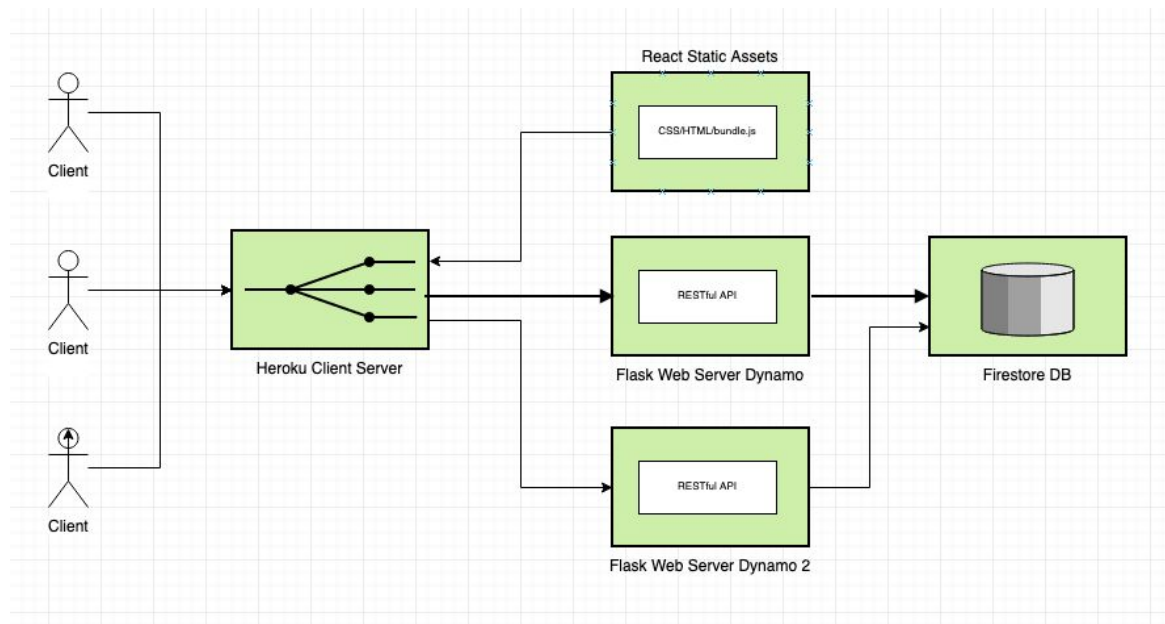 React Static Assets
CSS/HTML/bundle.js
Client
Client
Heroku Client Server
RESTful API
Flask Web Server Dynamo
Firestore DB
Client
RESTful API
Flask Web Server Dynamo 2